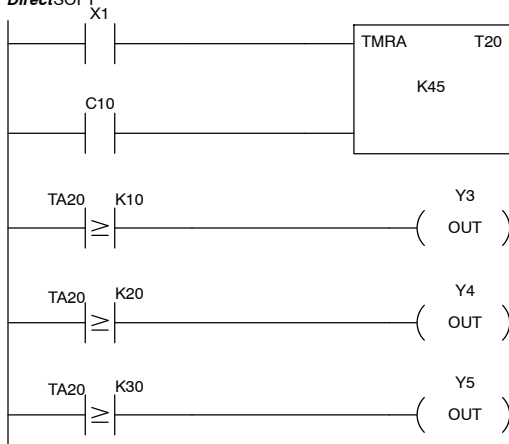 DirectSOFT
X1
TMRA T20
K45
C10
TA20 ≥ K10 Y3
OUT
TA20 ≥ K20 Y4
OUT
TA20 ≥ K30 Y5
OUT